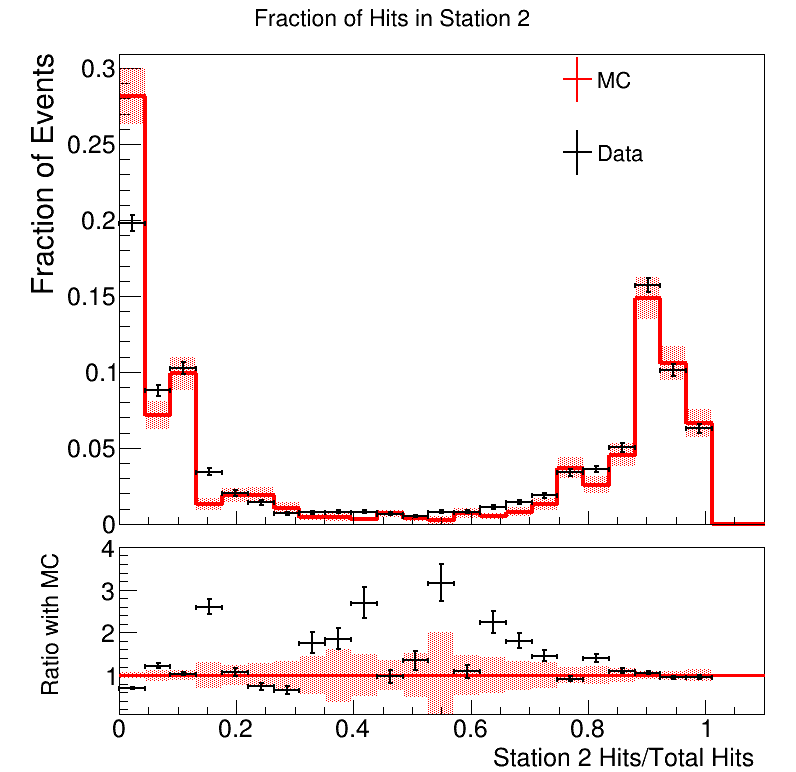 Fraction of Hits in Station 2
Fraction of Events
0.3
0.25
0.2
0.15
0.1
0.05
0
MC
Data
Ratio with MC
4
3
2
1
0
0.2
0.4
0.6
0.8
1
Station 2 Hits/Total Hits